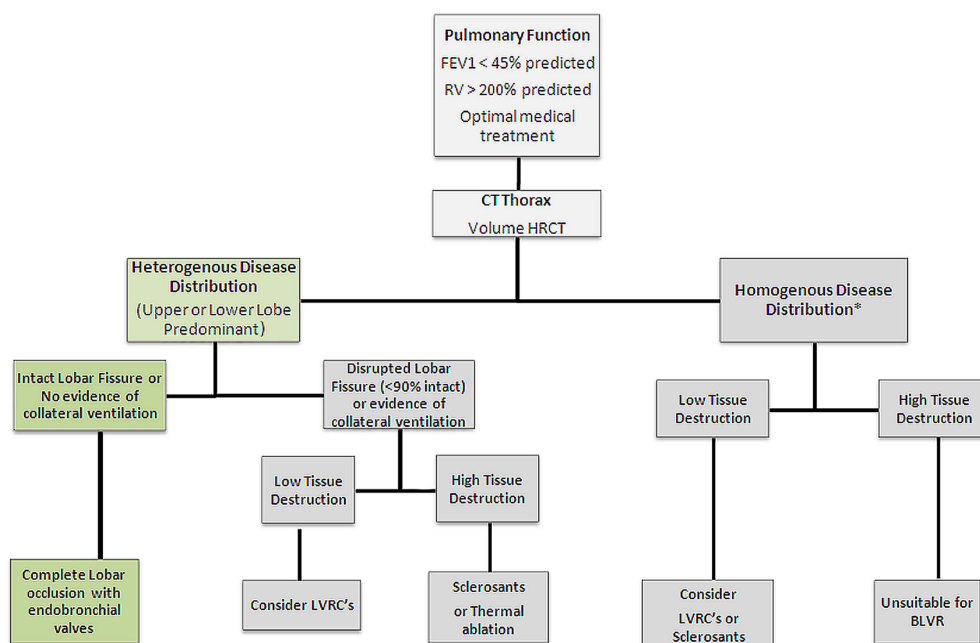 Pulmonary Function
FEV1 < 45% predicted
RV > 200% predicted
Optimal medical
treatment
CT Thorax
Volume HRCT
Heterogenous Disease
Distribution
(Upper or Lower Lobe
Predominant)
Homogenous Disease
Distribution*
Intact Lobar Fissure or
No evidence of
collateral ventilation
Disrupted Lobar
Fissure (<90% intact)
or evidence of
collateral ventilation
Low Tissue
Destruction
High Tissue
Destruction
Low Tissue
Destruction
High Tissue
Destruction
Complete Lobar
occlusion with
endobronchial
valves
Consider LVRC's
Sclerosants
or Thermal
ablation
Consider
LVRC's or
Sclerosants
Unsuitable for
BLVR